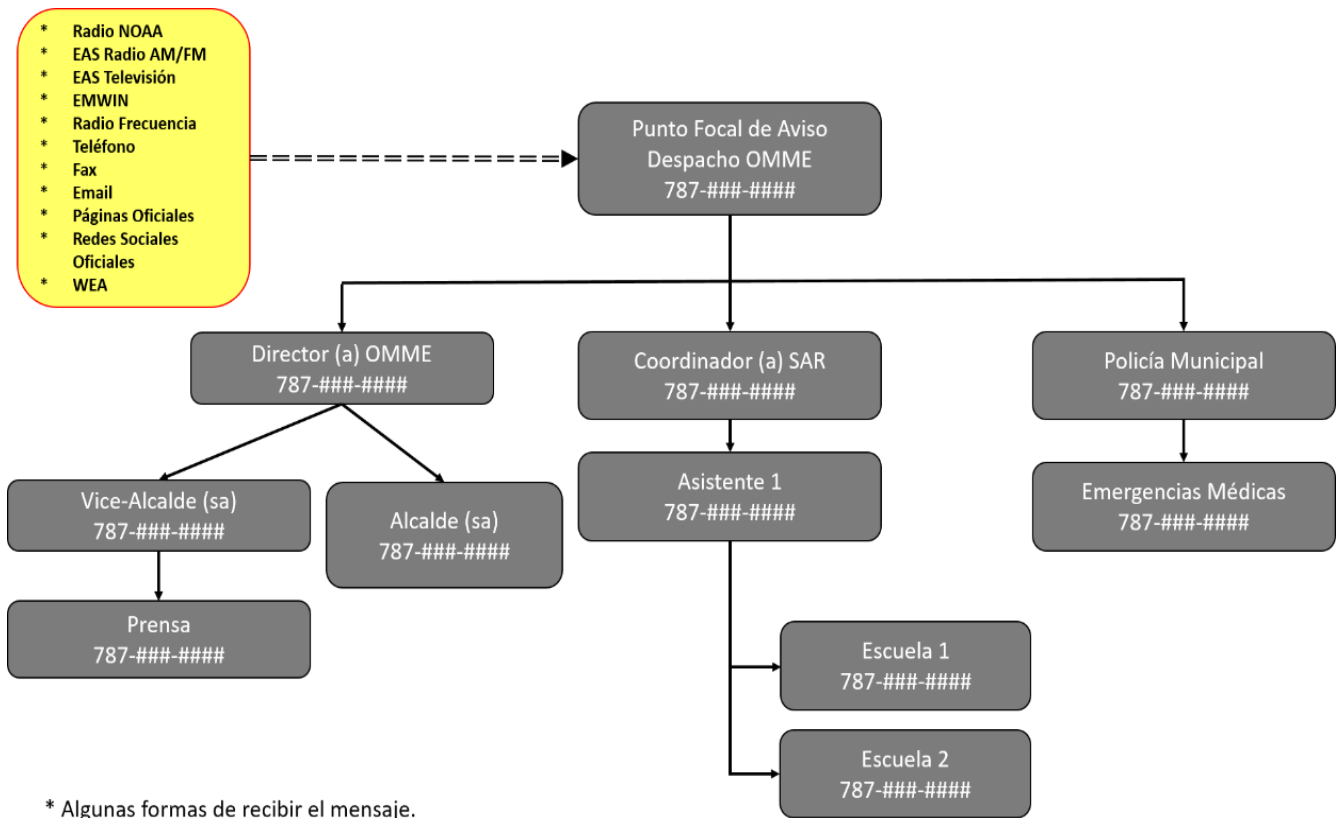 * Radio NOAA
* EAS Radio AM/FM
* EAS Televisión
* EMWIN
* Radio Frecuencia
* Teléfono
* Fax
* Email
* Páginas Oficiales
* Redes Sociales
Oficiales
* WEA
Punto Focal de Aviso
Despacho OMME
787-###-####
Director (a) OMME
787-###-####
Coordinador (a) SAR
787-###-####
Policía Municipal
787-###-####
Vice-Alcalde (sa)
787-###-####
Alcalde (sa)
787-###-####
Asistente 1
787-###-####
Emergencias Médicas
787-###-####
Prensa
787-###-####
Escuela 1
787-###-####
Escuela 2
787-###-####
* Algunas formas de recibir el mensaje.